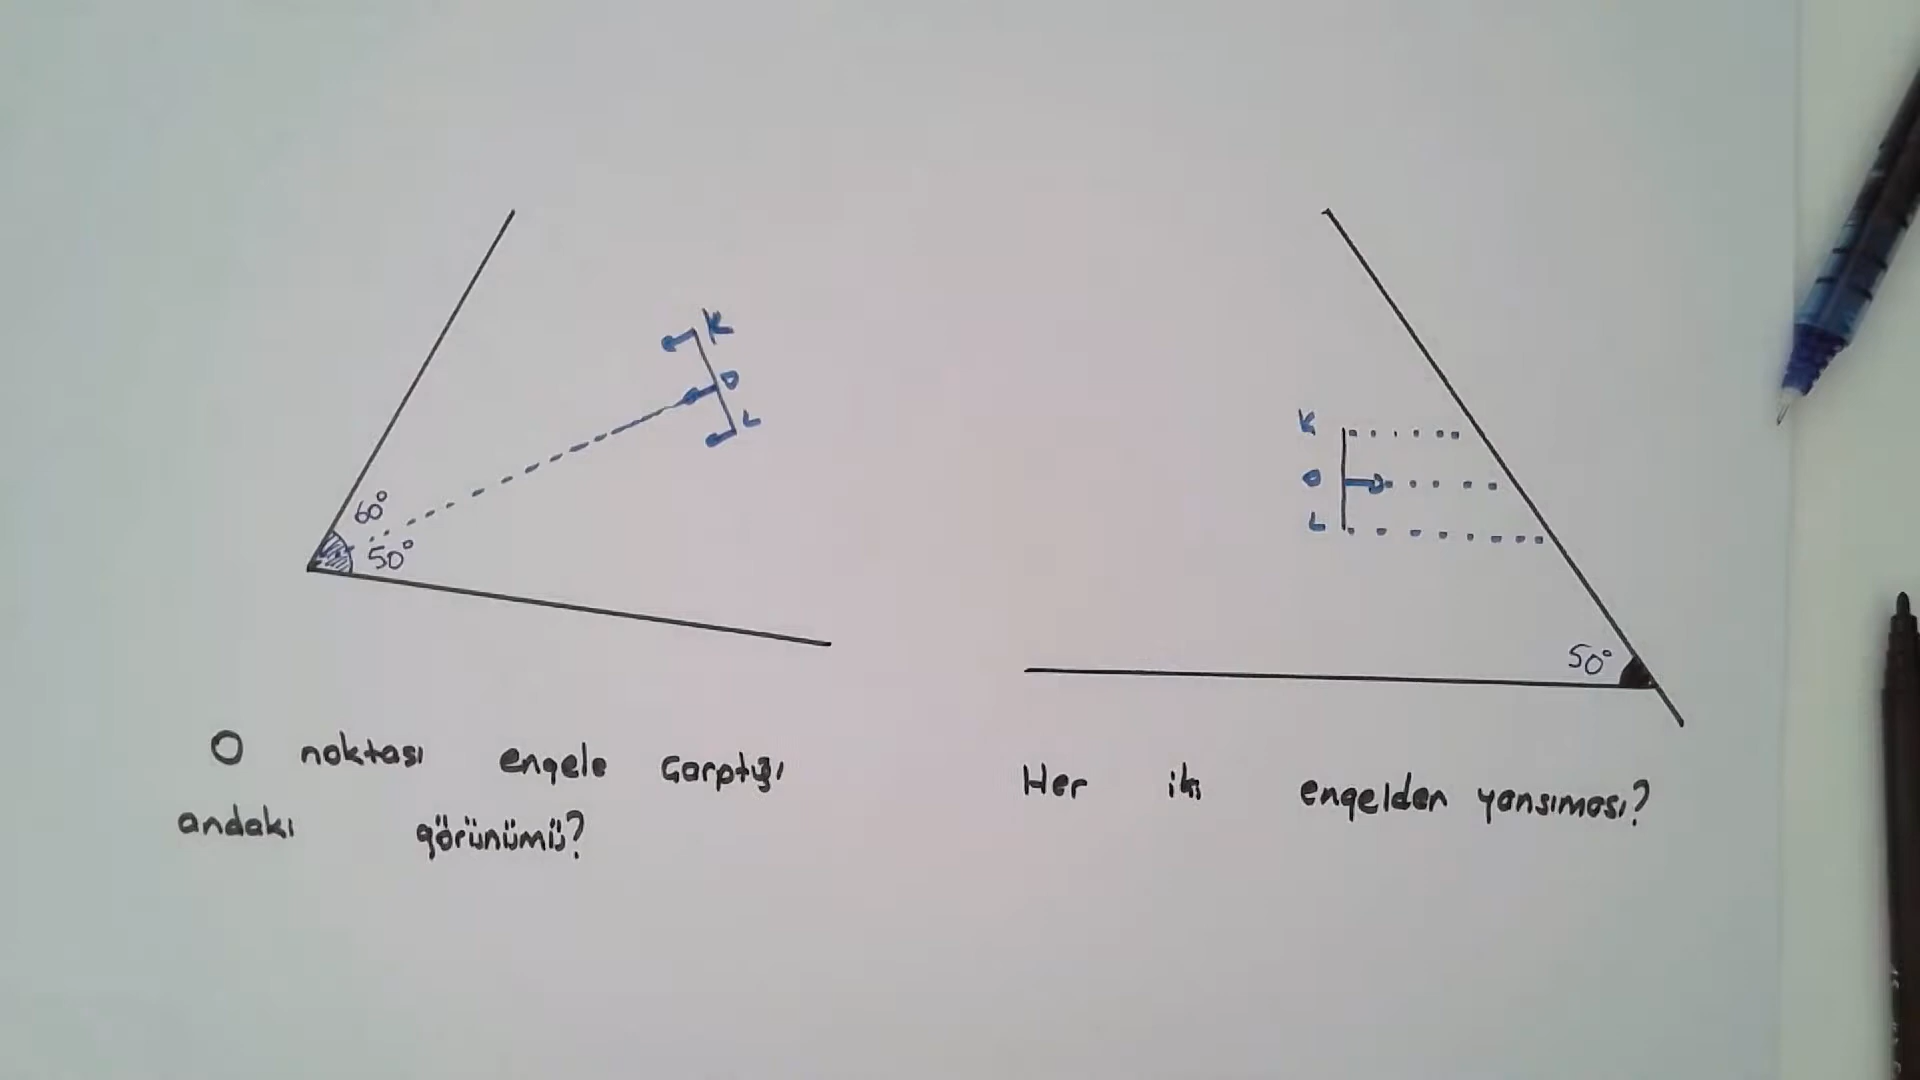 K
O
L
60°
50°
O noktası engele çarptığı
andaki görünümü?
K
O
L
50°
Her iki engelden yansıması?